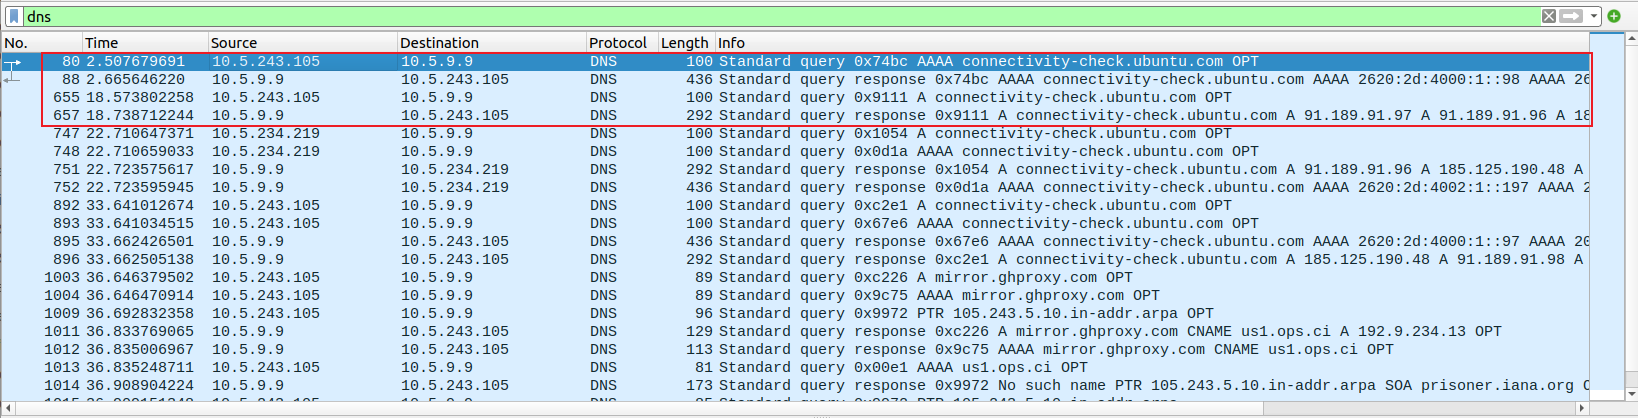 dns
No. Time Source Destination Protocol Length Info
80 2.507679691 10.5.243.105 10.5.9.9 DNS 100 Standard query 0x74bc AAAA connectivity-check.ubuntu.com OPT
88 2.665646220 10.5.9.9 10.5.243.105 DNS 436 Standard query response 0x74bc AAAA connectivity-check.ubuntu.com AAAA 2620:2d:4000:1::98 AAAA 26
655 18.573802258 10.5.243.105 10.5.9.9 DNS 100 Standard query 0x9111 A connectivity-check.ubuntu.com OPT
657 18.738712244 10.5.9.9 10.5.243.105 DNS 292 Standard query response 0x9111 A connectivity-check.ubuntu.com A 91.189.91.97 A 91.189.91.96 A 18
747 22.710647371 10.5.234.219 10.5.9.9 DNS 100 Standard query 0x1054 A connectivity-check.ubuntu.com OPT
748 22.710659033 10.5.234.219 10.5.9.9 DNS 100 Standard query 0x0d1a AAAA connectivity-check.ubuntu.com OPT
751 22.723575617 10.5.9.9 10.5.234.219 DNS 292 Standard query response 0x1054 A connectivity-check.ubuntu.com A 91.189.91.96 A 185.125.190.48 A
752 22.723595945 10.5.9.9 10.5.234.219 DNS 436 Standard query response 0x0d1a AAAA connectivity-check.ubuntu.com AAAA 2620:2d:4002:1::197 AAAA 2
892 33.641012674 10.5.243.105 10.5.9.9 DNS 100 Standard query 0xc2e1 A connectivity-check.ubuntu.com OPT
893 33.641034515 10.5.243.105 10.5.9.9 DNS 100 Standard query 0x67e6 AAAA connectivity-check.ubuntu.com OPT
895 33.662426501 10.5.9.9 10.5.243.105 DNS 436 Standard query response 0x67e6 AAAA connectivity-check.ubuntu.com AAAA 2620:2d:4000:1::97 AAAA 20
896 33.662505138 10.5.9.9 10.5.243.105 DNS 292 Standard query response 0xc2e1 A connectivity-check.ubuntu.com A 185.125.190.48 A 91.189.91.98 A
1003 36.646379502 10.5.243.105 10.5.9.9 DNS 89 Standard query 0xc226 A mirror.ghproxy.com OPT
1004 36.646470914 10.5.243.105 10.5.9.9 DNS 89 Standard query 0x9c75 AAAA mirror.ghproxy.com OPT
1009 36.692832358 10.5.243.105 10.5.9.9 DNS 96 Standard query 0x9972 PTR 105.243.5.10.in-addr.arpa OPT
1011 36.833769065 10.5.9.9 10.5.243.105 DNS 129 Standard query response 0xc226 A mirror.ghproxy.com CNAME us1.ops.ci A 192.9.234.13 OPT
1012 36.835006967 10.5.9.9 10.5.243.105 DNS 113 Standard query response 0x9c75 AAAA mirror.ghproxy.com CNAME us1.ops.ci OPT
1013 36.835248711 10.5.243.105 10.5.9.9 DNS 81 Standard query 0x00e1 AAAA us1.ops.ci OPT
1014 36.908904224 10.5.9.9 10.5.243.105 DNS 173 Standard query response 0x9972 No such name PTR 105.243.5.10.in-addr.arpa SOA prisoner.iana.org